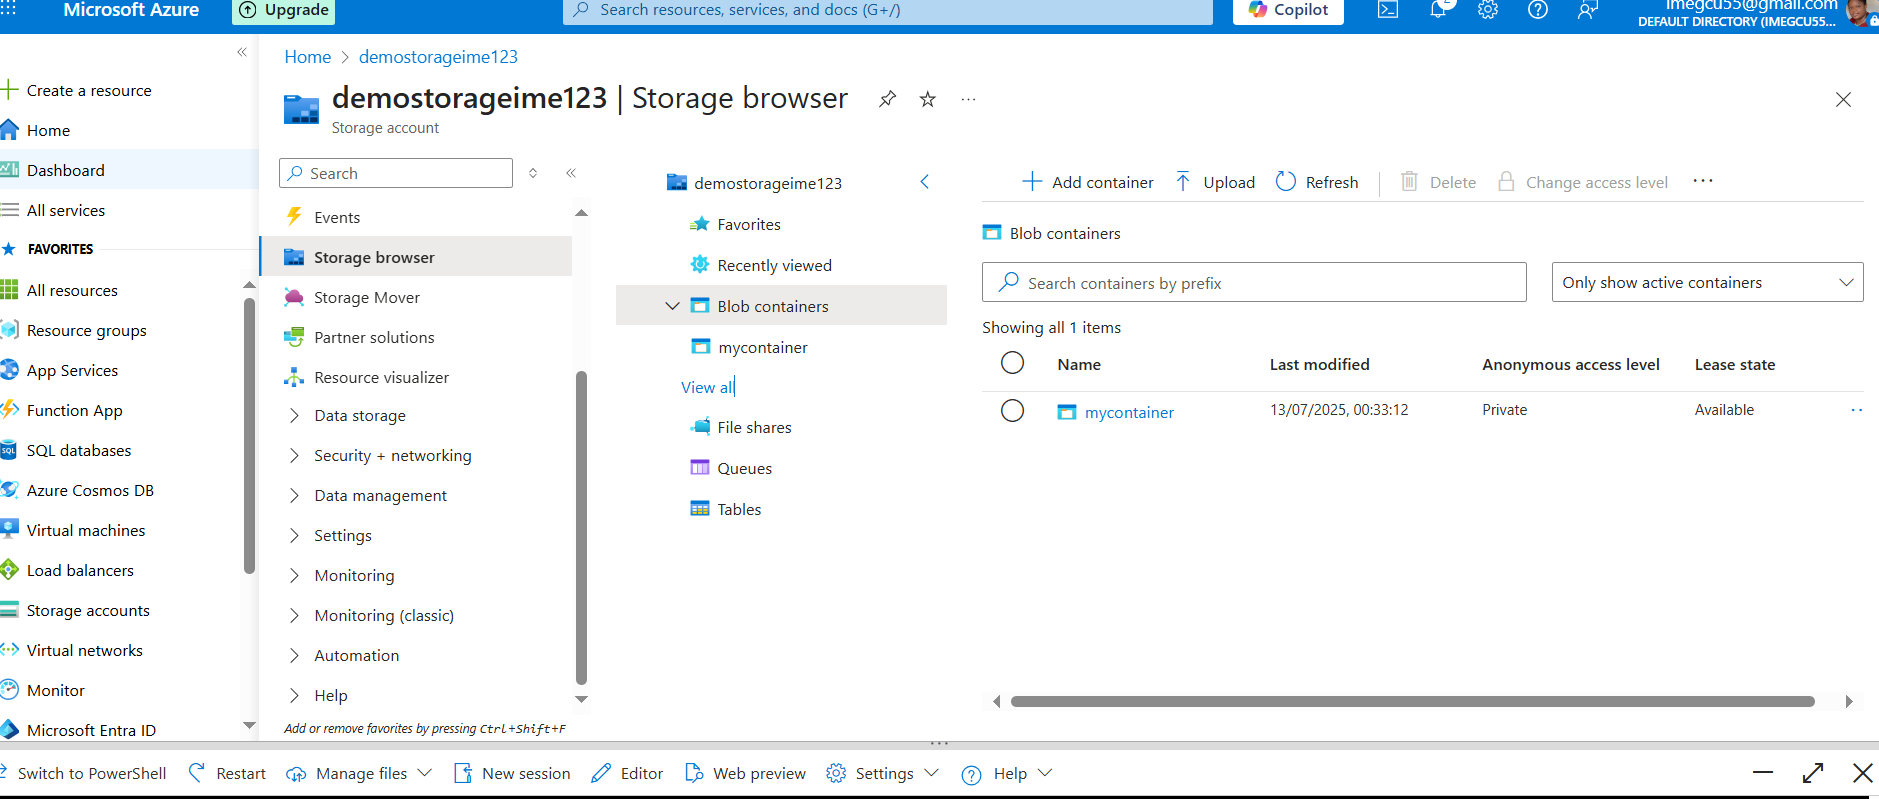 Microsoft Azure
Upgrade
Search resources, services, and docs (G+/)
Copilot
2
imegcu55@gmail.com
DEFAULT DIRECTORY (IMEGCU55...
Create a resource
Home
Dashboard
All services
FAVORITES
All resources
Resource groups
App Services
Function App
SQL databases
Azure Cosmos DB
Virtual machines
Load balancers
Storage accounts
Virtual networks
Monitor
Microsoft Entra ID
Home > demostorageime123
demostorageime123 | Storage browser
Storage account
Search
Events
Storage browser
Storage Mover
Partner solutions
Resource visualizer
Data storage
Security + networking
Data management
Settings
Monitoring
Monitoring (classic)
Automation
Help
Add or remove favorites by pressing Ctrl+Shift+F
demostorageime123
Favorites
Recently viewed
Blob containers
mycontainer
View all
File shares
Queues
Tables
Add container Upload Refresh Delete Change access level
Blob containers
Search containers by prefix
Only show active containers
Showing all 1 items
Name Last modified Anonymous access level Lease state
mycontainer 13/07/2025, 00:33:12 Private Available
Switch to PowerShell Restart Manage files New session Editor Web preview Settings Help